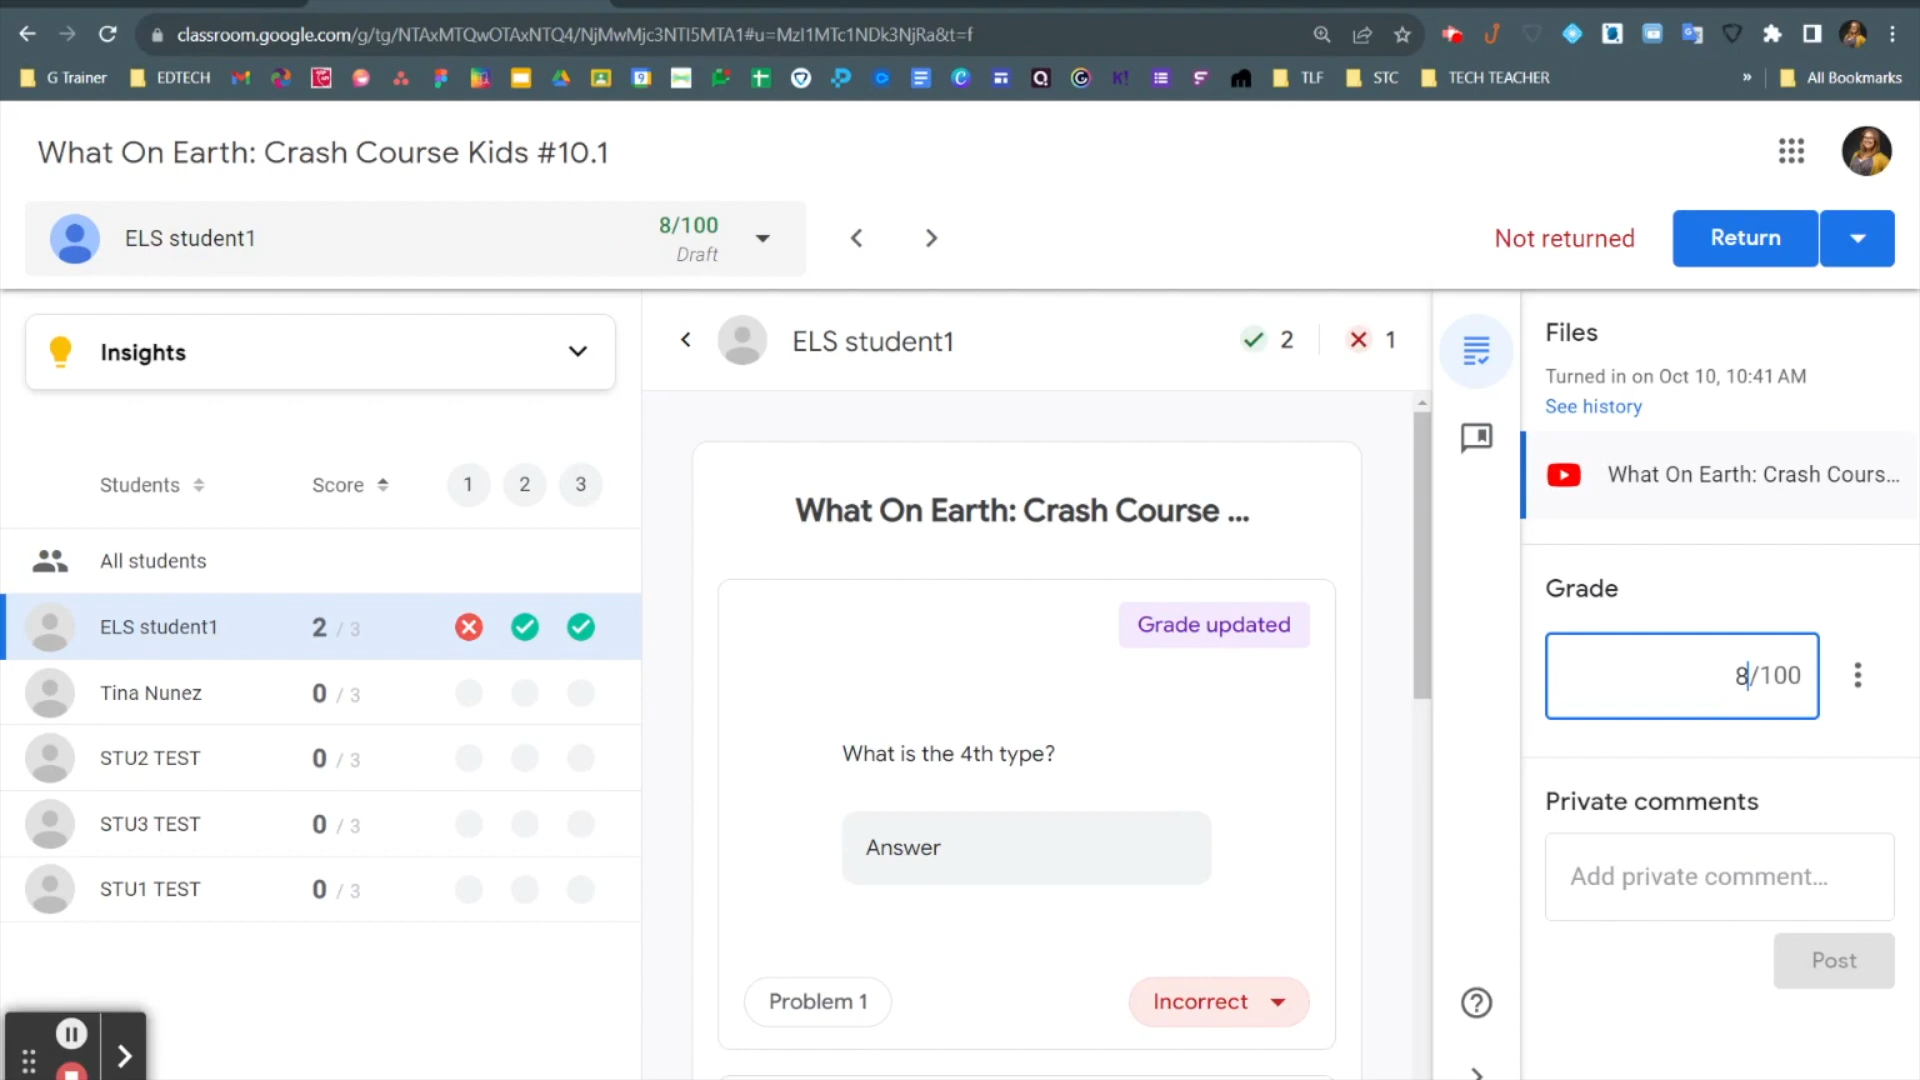 classroom.google.com/g/tg/NTAxMTQwOTAxNTQ4/NjMwMjc3NTI5MTA1#u=MzI1MTc1NDk3NjRa&t=f
G Trainer
EDTECH
TLF
STC
TECH TEACHER
»
All Bookmarks
What On Earth: Crash Course Kids #10.1
ELS student1
8/100
Draft
Not returned
Return
Insights
ELS student1
2
1
Files
Turned in on Oct 10, 10:41 AM
See history
What On Earth: Crash Cours...
Students
Score
1
2
3
All students
ELS student1
2 / 3
Tina Nunez
0 / 3
STU2 TEST
0 / 3
STU3 TEST
0 / 3
STU1 TEST
0 / 3
What On Earth: Crash Course ...
Grade updated
What is the 4th type?
Answer
Problem 1
Incorrect
Grade
8/100
Private comments
Add private comment...
Post